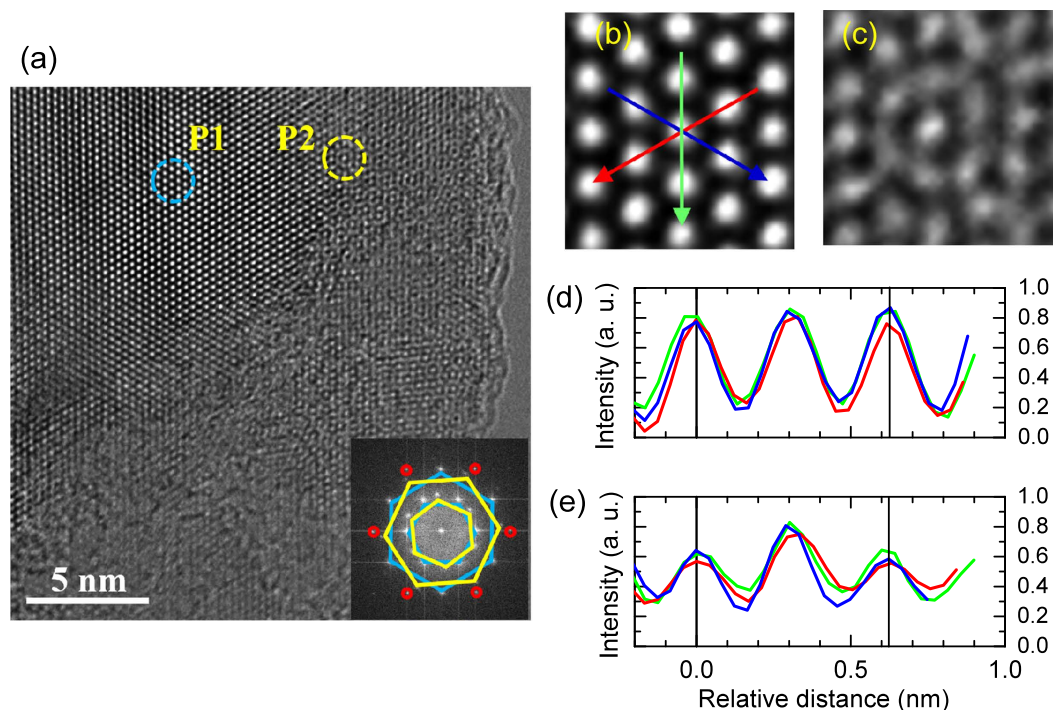 (a)
P1
P2
5 nm
(b)
(c)
(d)
Intensity (a. u.)
1.0
0.8
0.6
0.4
0.2
0.0
(e)
Intensity (a. u.)
1.0
0.8
0.6
0.4
0.2
0.0
0.0 0.5 1.0
Relative distance (nm)